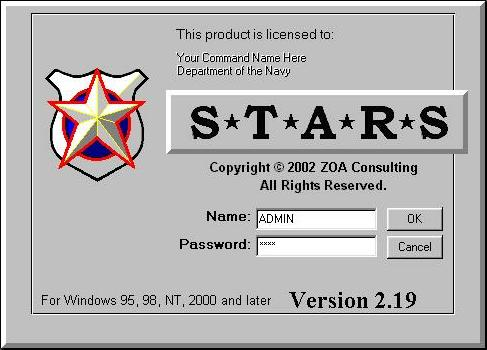 This product is licensed to:
Your Command Name Here
Department of the Navy
S★T★A★R★S
Copyright © 2002 ZOA Consulting
All Rights Reserved.
Name: ADMIN OK
Password: **** Cancel
For Windows 95, 98, NT, 2000 and later Version 2.19